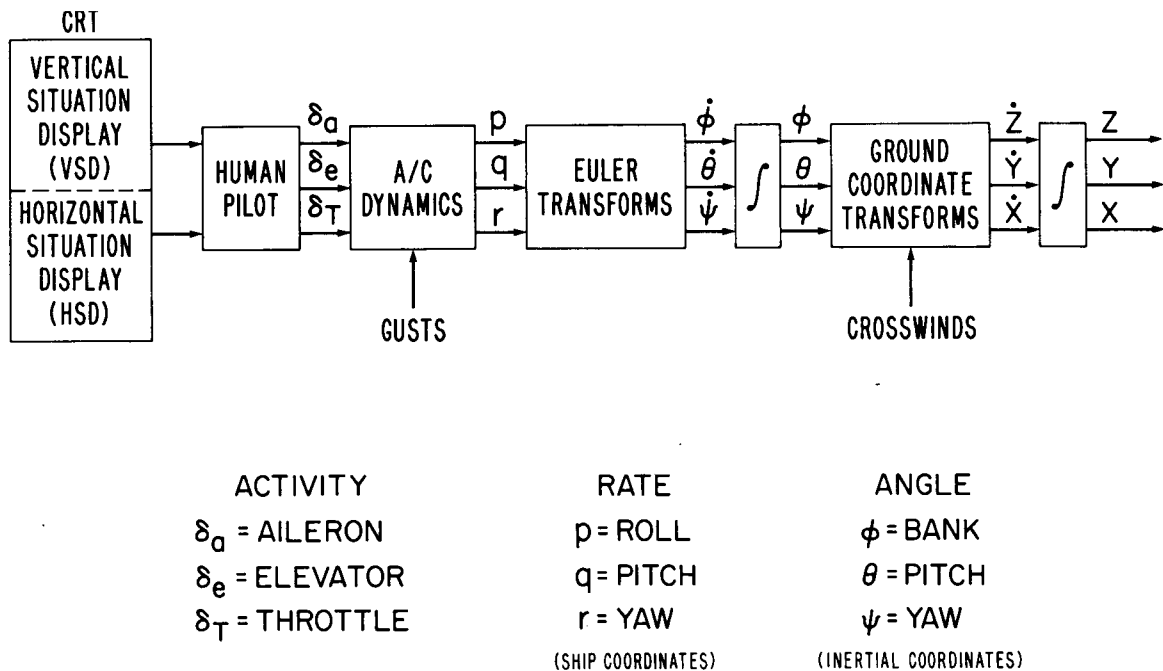 CRT
VERTICAL
SITUATION
DISPLAY
(VSD)
HORIZONTAL
SITUATION
DISPLAY
(HSD)
HUMAN
PILOT
δa
δe
δT
A/C
DYNAMICS
GUSTS
p
q
r
EULER
TRANSFORMS
φ̇
θ̇
ψ̇
∫
φ
θ
ψ
GROUND
COORDINATE
TRANSFORMS
CROSSWINDS
Ż
Ẏ
Ẋ
∫
Z
Y
X
ACTIVITY
δa = AILERON
δe = ELEVATOR
δT = THROTTLE
RATE
p = ROLL
q = PITCH
r = YAW
(SHIP COORDINATES)
ANGLE
φ = BANK
θ = PITCH
ψ = YAW
(INERTIAL COORDINATES)